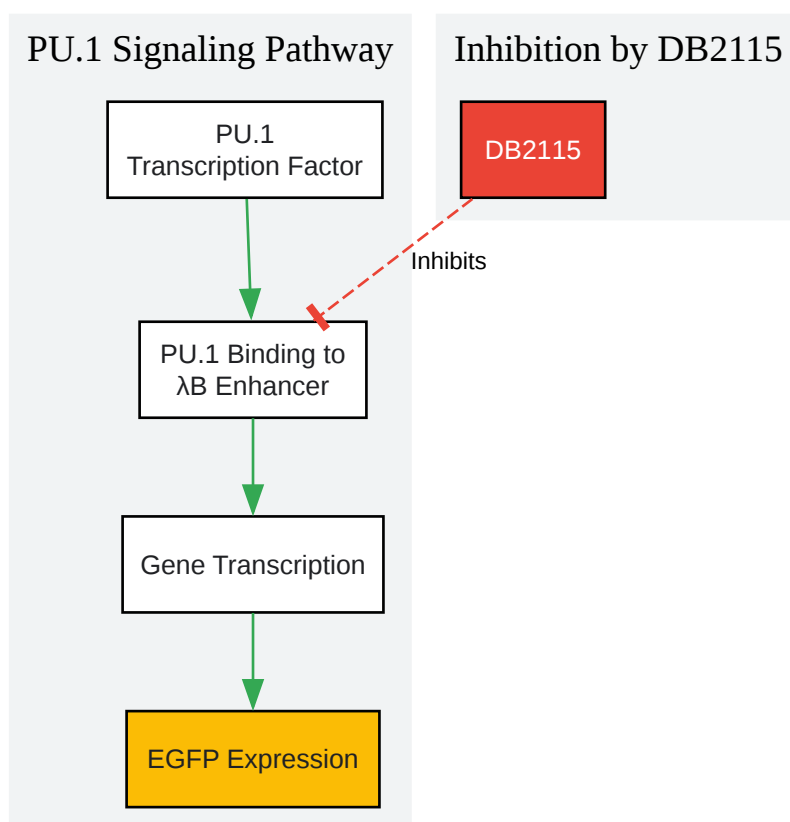 PU.1 Signaling Pathway
Inhibition by DB2115
PU.1
Transcription Factor
DB2115
Inhibits
PU.1 Binding to
λB Enhancer
Gene Transcription
EGFP Expression